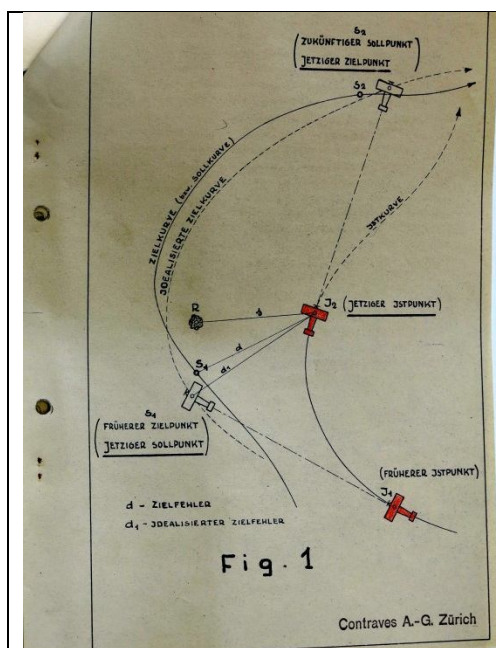 S₂
(ZUKÜNFTIGER SOLLPUNKT
JETZIGER ZIELPUNKT)
S₂
ZIELKURVE (bzw. SOLLKURVE)
JDEALISIERTE ZIELKURVE
JSTKURVE
R
J₂ (JETZIGER JSTPUNKT)
d
S₁
d₁
S₁
(FRÜHERER ZIELPUNKT
JETZIGER SOLLPUNKT)
(FRÜHERER JSTPUNKT)
J₁
d - ZIELFEHLER
d₁ - JDEALISIERTER ZIELFEHLER
Fig. 1
Contraves A.-G. Zürich